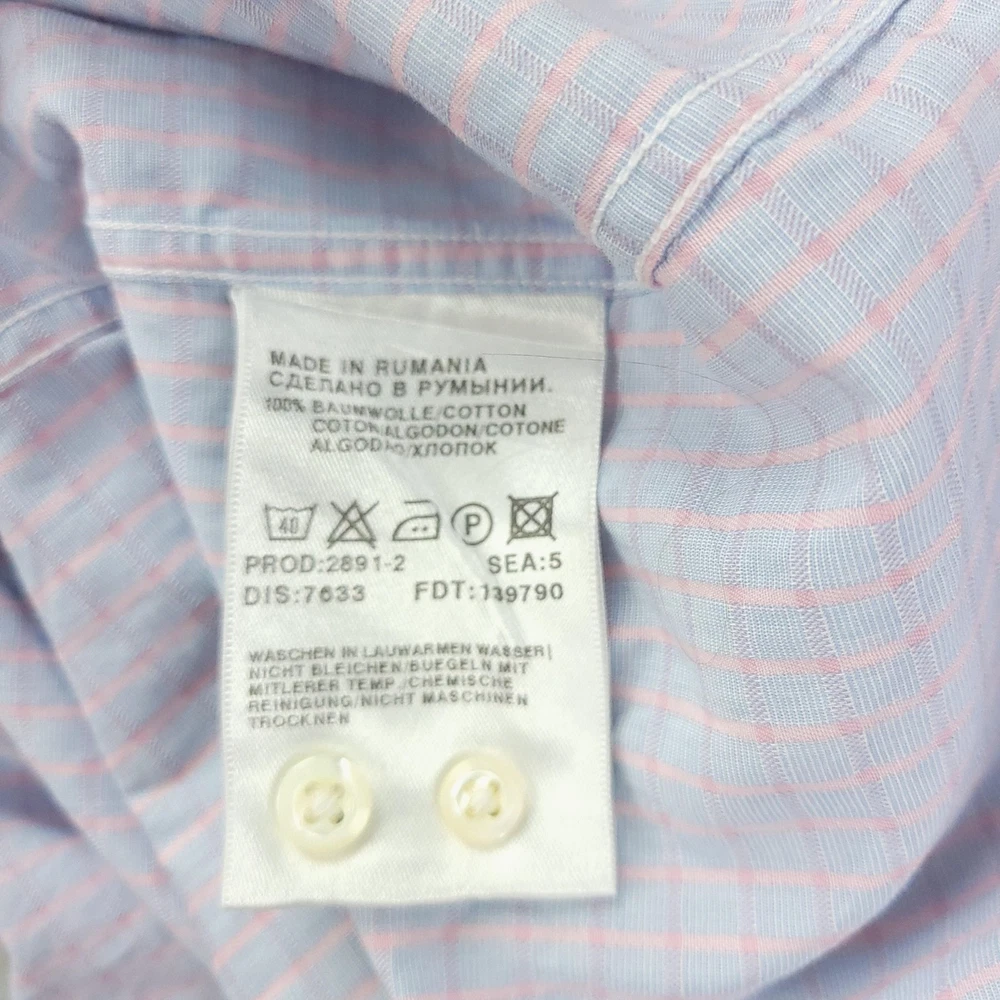 MADE IN RUMANIA
СДЕЛАНО В РУМЫНИИ.
100% BAUMWOLLE/COTTON
COTON/ALGODON/COTONE
ALGODÃO/ХЛОПОК
40 P
PROD:2891-2 SEA:5
DIS:7633 FDT:139790
WASCHEN IN LAUWARMEN WASSER/
NICHT BLEICHEN/BUEGELN MIT
MITLERER TEMP./CHEMISCHE
REINIGUNG/NICHT MASCHINEN
TROCKNEN